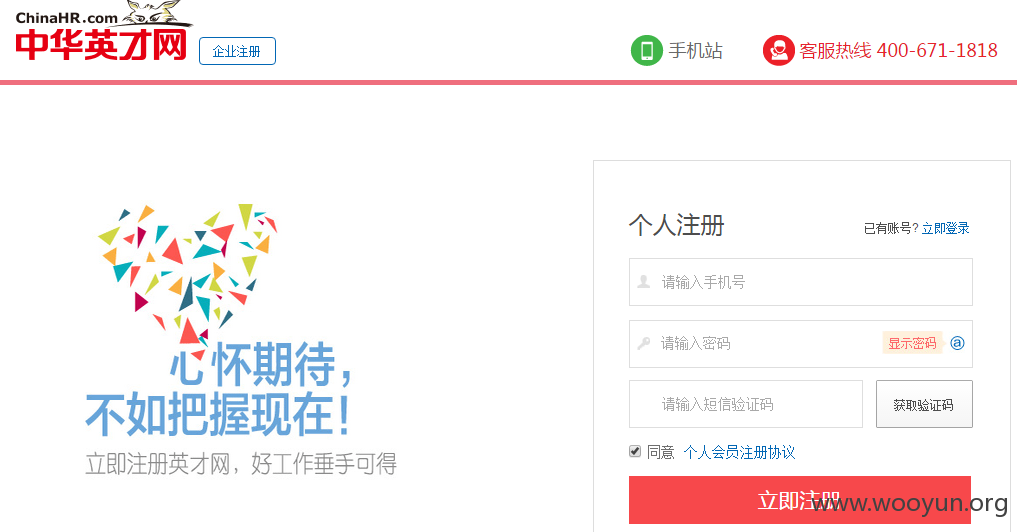 ChinaHR.com
中华英才网
企业注册
手机站
客服热线 400-671-1818
个人注册
已有账号? 立即登录
请输入手机号
请输入密码
显示密码
@
请输入短信验证码
获取验证码
同意 个人会员注册协议
立即注册
心怀期待，
不如把握现在！
立即注册英才网，好工作垂手可得
www.wooyun.org